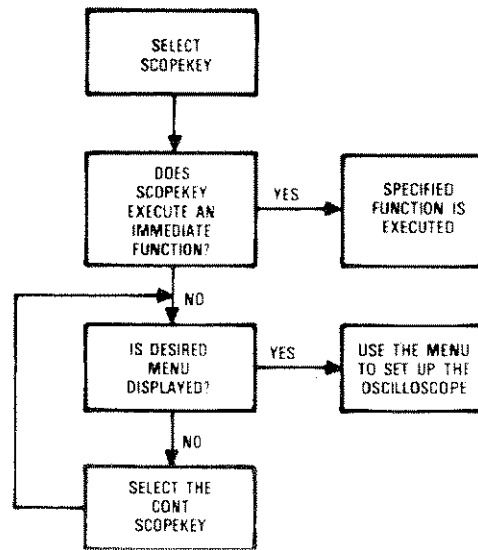 SELECT
SCOPEKEY
DOES
SCOPEKEY
EXECUTE AN
IMMEDIATE
FUNCTION?
YES
SPECIFIED
FUNCTION IS
EXECUTED
NO
IS DESIRED
MENU
DISPLAYED?
YES
USE THE MENU
TO SET UP THE
OSCILLOSCOPE
NO
SELECT THE
CONT
SCOPEKEY